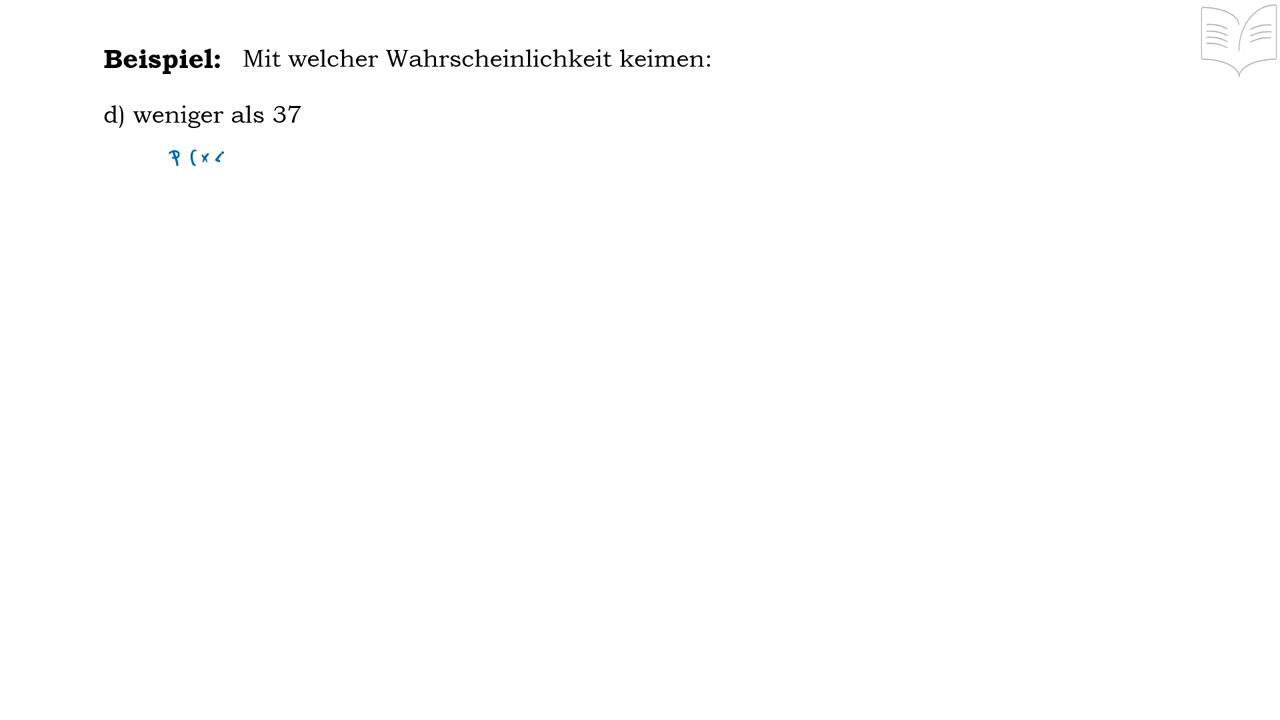 Beispiel: Mit welcher Wahrscheinlichkeit keimen:
d) weniger als 37
P (x <